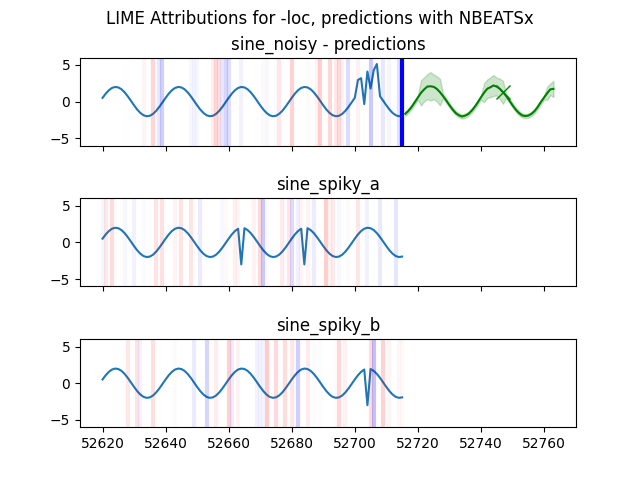 LIME Attributions for -loc, predictions with NBEATSx
sine_noisy - predictions
5
0
−5
sine_spiky_a
5
0
−5
sine_spiky_b
5
0
−5
52620 52640 52660 52680 52700 52720 52740 52760